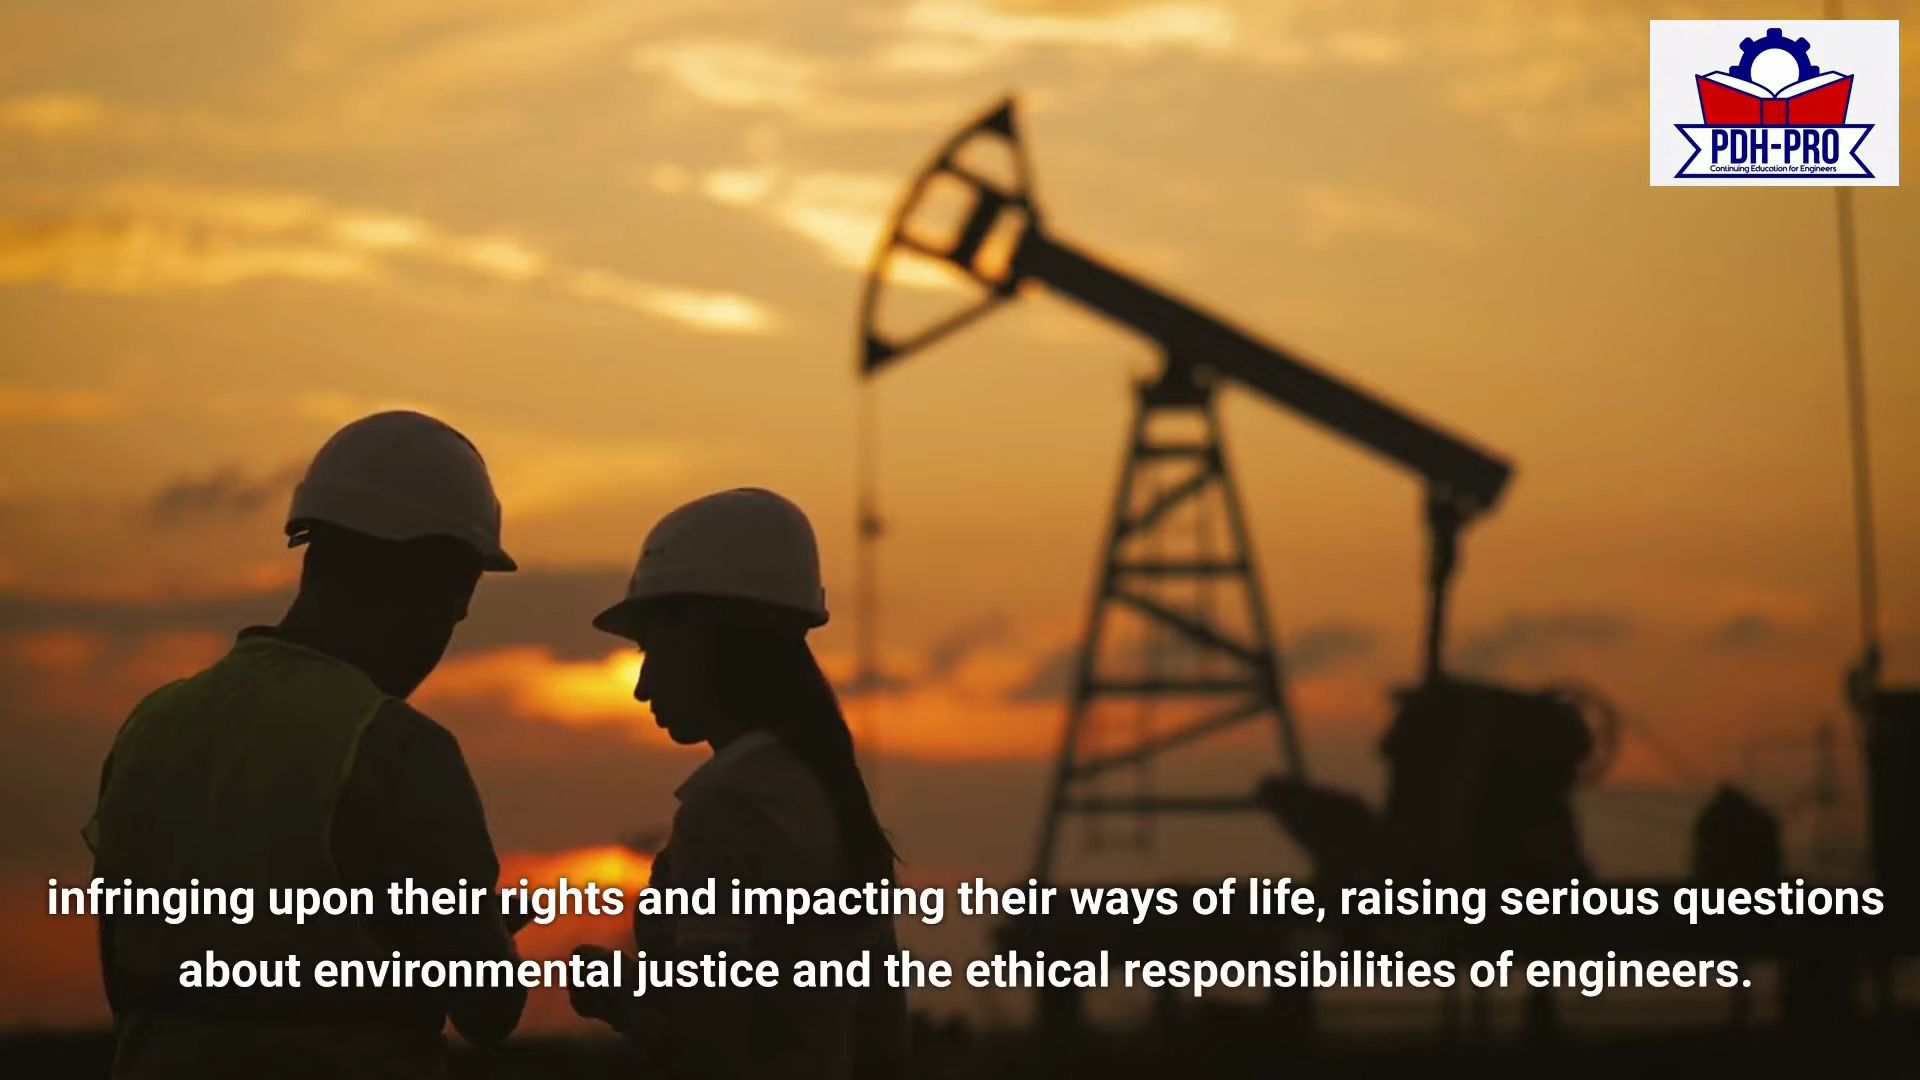 PDH-PRO
Continuing Education for Engineers
infringing upon their rights and impacting their ways of life, raising serious questions
about environmental justice and the ethical responsibilities of engineers.